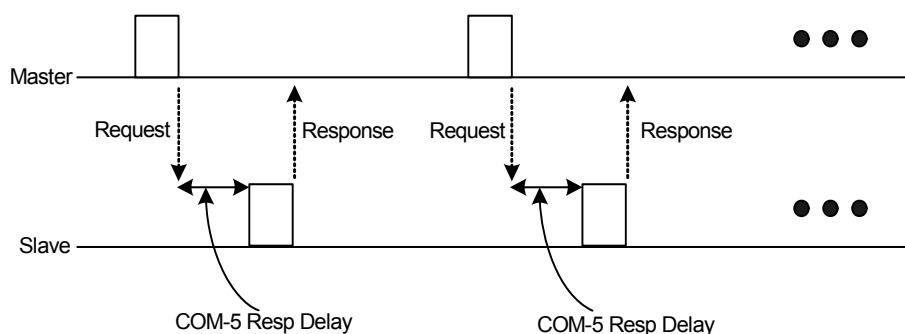 Master
Request
Response
Request
Response
Slave
COM-5 Resp Delay
COM-5 Resp Delay